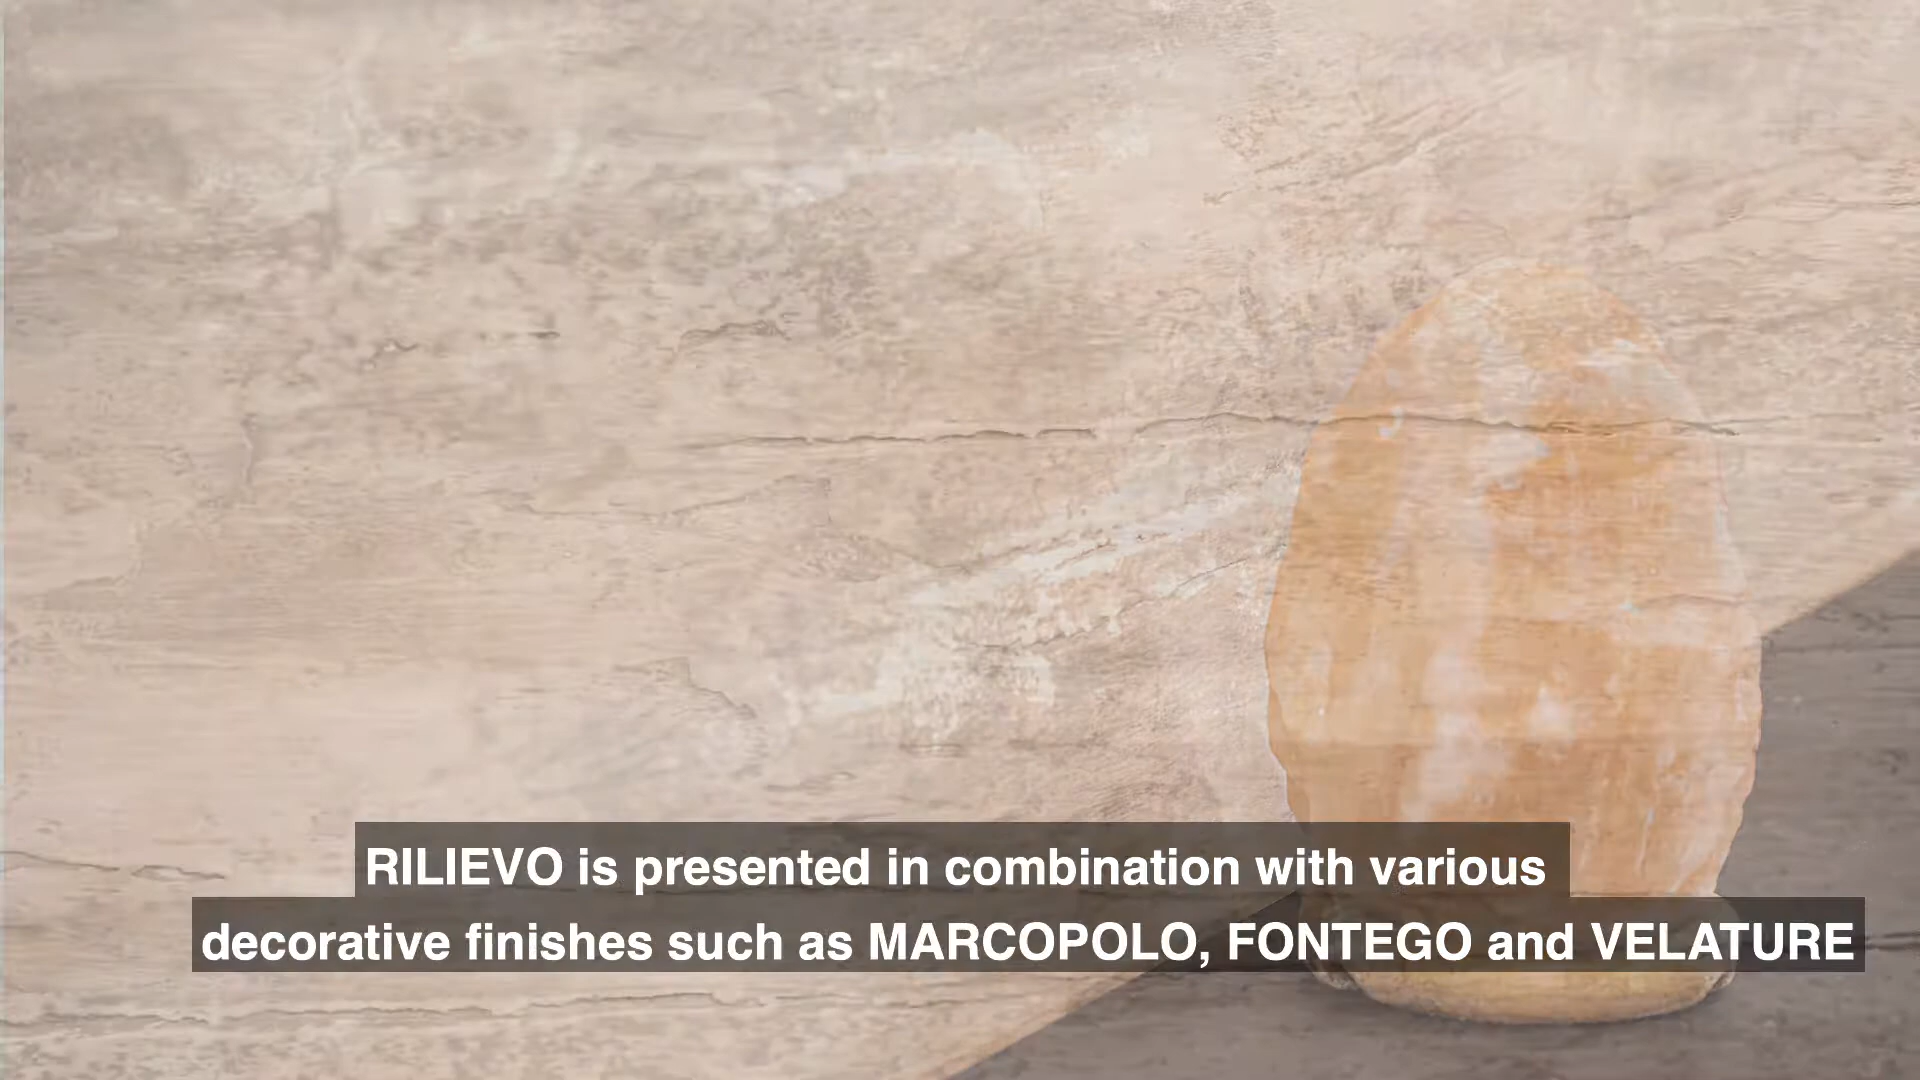 RILIEVO is presented in combination with various
decorative finishes such as MARCOPOLO, FONTEGO and VELATURE